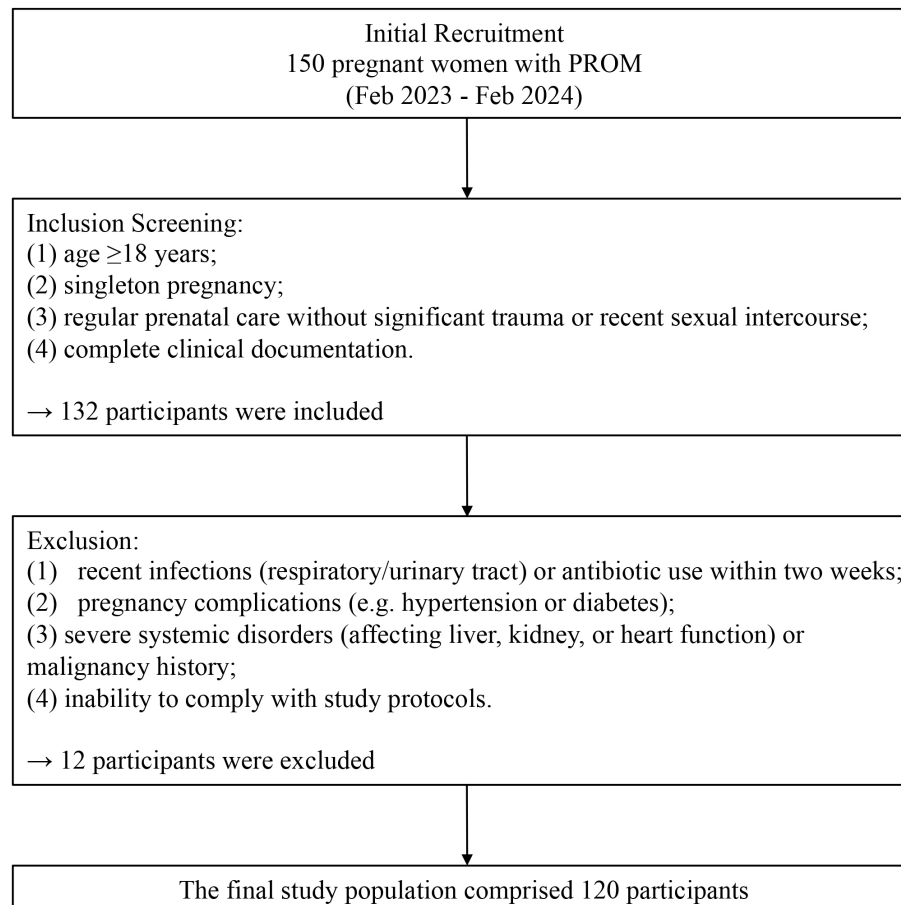 Initial Recruitment
150 pregnant women with PROM
(Feb 2023 - Feb 2024)
Inclusion Screening:
(1) age ≥18 years;
(2) singleton pregnancy;
(3) regular prenatal care without significant trauma or recent sexual intercourse;
(4) complete clinical documentation.
→ 132 participants were included
Exclusion:
(1) recent infections (respiratory/urinary tract) or antibiotic use within two weeks;
(2) pregnancy complications (e.g. hypertension or diabetes);
(3) severe systemic disorders (affecting liver, kidney, or heart function) or
malignancy history;
(4) inability to comply with study protocols.
→ 12 participants were excluded
The final study population comprised 120 participants